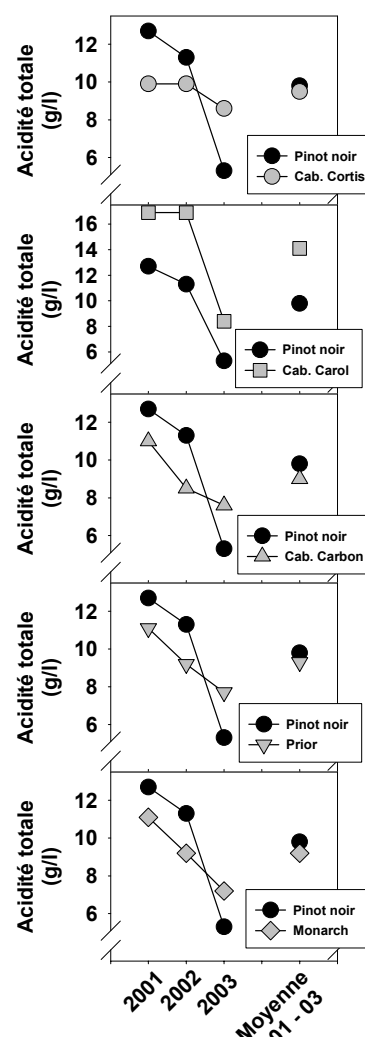 Acidité totale
(g/l)
12
10
8
6
Pinot noir
Cab. Cortis
Acidité totale
(g/l)
16
14
12
10
8
6
Pinot noir
Cab. Carol
Acidité totale
(g/l)
12
10
8
6
Pinot noir
Cab. Carbon
Acidité totale
(g/l)
12
10
8
6
Pinot noir
Prior
Acidité totale
(g/l)
12
10
8
6
Pinot noir
Monarch
2001
2002
2003
Moyenne
01 - 03